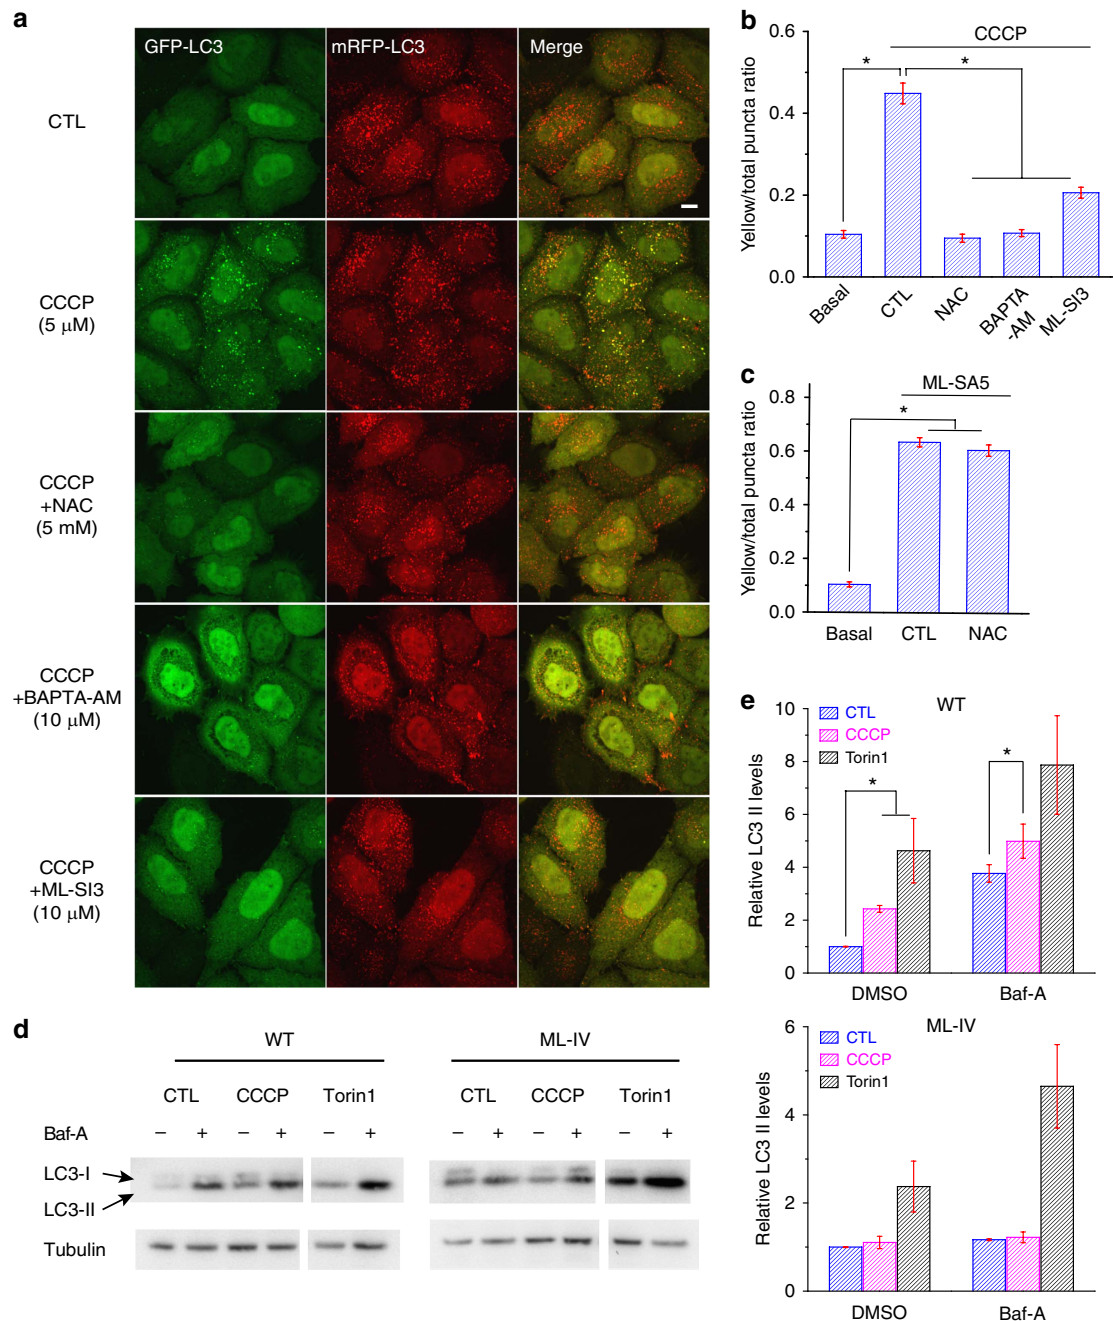 a
GFP-LC3
mRFP-LC3
Merge
CTL
CCCP
(5 μM)
CCCP
+NAC
(5 mM)
CCCP
+BAPTA-AM
(10 μM)
CCCP
+ML-SI3
(10 μM)
b
CCCP
* *
Yellow/total puncta ratio
0.6
0.4
0.2
0.0
Basal
CTL
NAC
BAPTA
-AM
ML-SI3
c
ML-SA5
*
Yellow/total puncta ratio
0.8
0.6
0.4
0.2
0.0
Basal CTL NAC
d
WT ML-IV
CTL CCCP Torin1 CTL CCCP Torin1
Baf-A − + − + − + − + − + − +
LC3-I
LC3-II
Tubulin
e
WT
CTL
CCCP
Torin1
* *
Relative LC3 II levels
10
8
6
4
2
0
DMSO Baf-A
ML-IV
CTL
CCCP
Torin1
Relative LC3 II levels
6
4
2
0
DMSO Baf-A